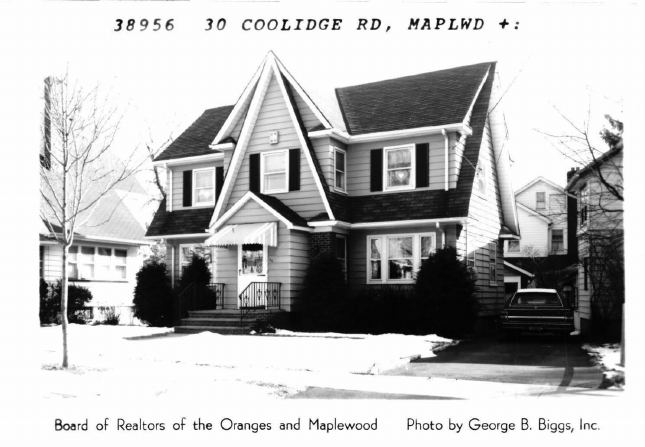 38956 30 COOLIDGE RD, MAPLWD +:
Board of Realtors of the Oranges and Maplewood Photo by George B. Biggs, Inc.